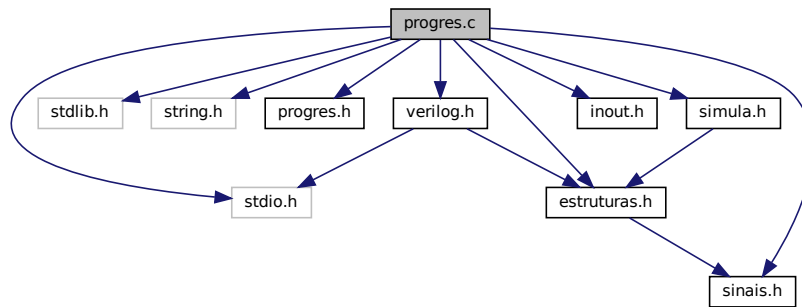 progres.c
stdlib.h
string.h
progres.h
verilog.h
inout.h
simula.h
stdio.h
estruturas.h
sinais.h